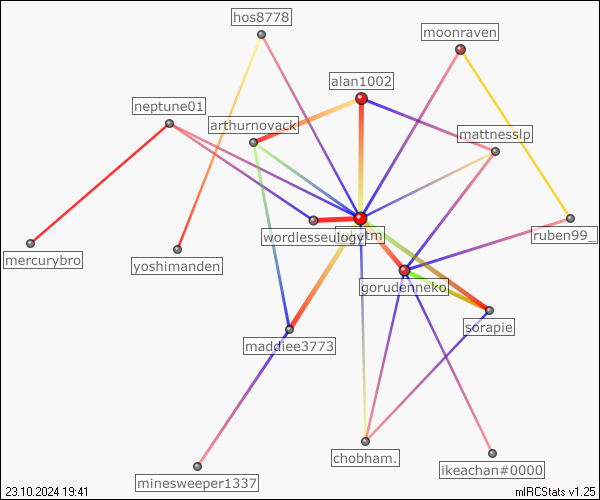 hos8778
moonraven
alan1002
neptune01
arthurnovack
mattnesslp
wordlesseulogy
ruben99_
mercurybro
yoshimanden
gorudenneko
sorapie
maddiee3773
chobham.
ikeachan#0000
minesweeper1337
23.10.2024 19:41
mIRCStats v1.25